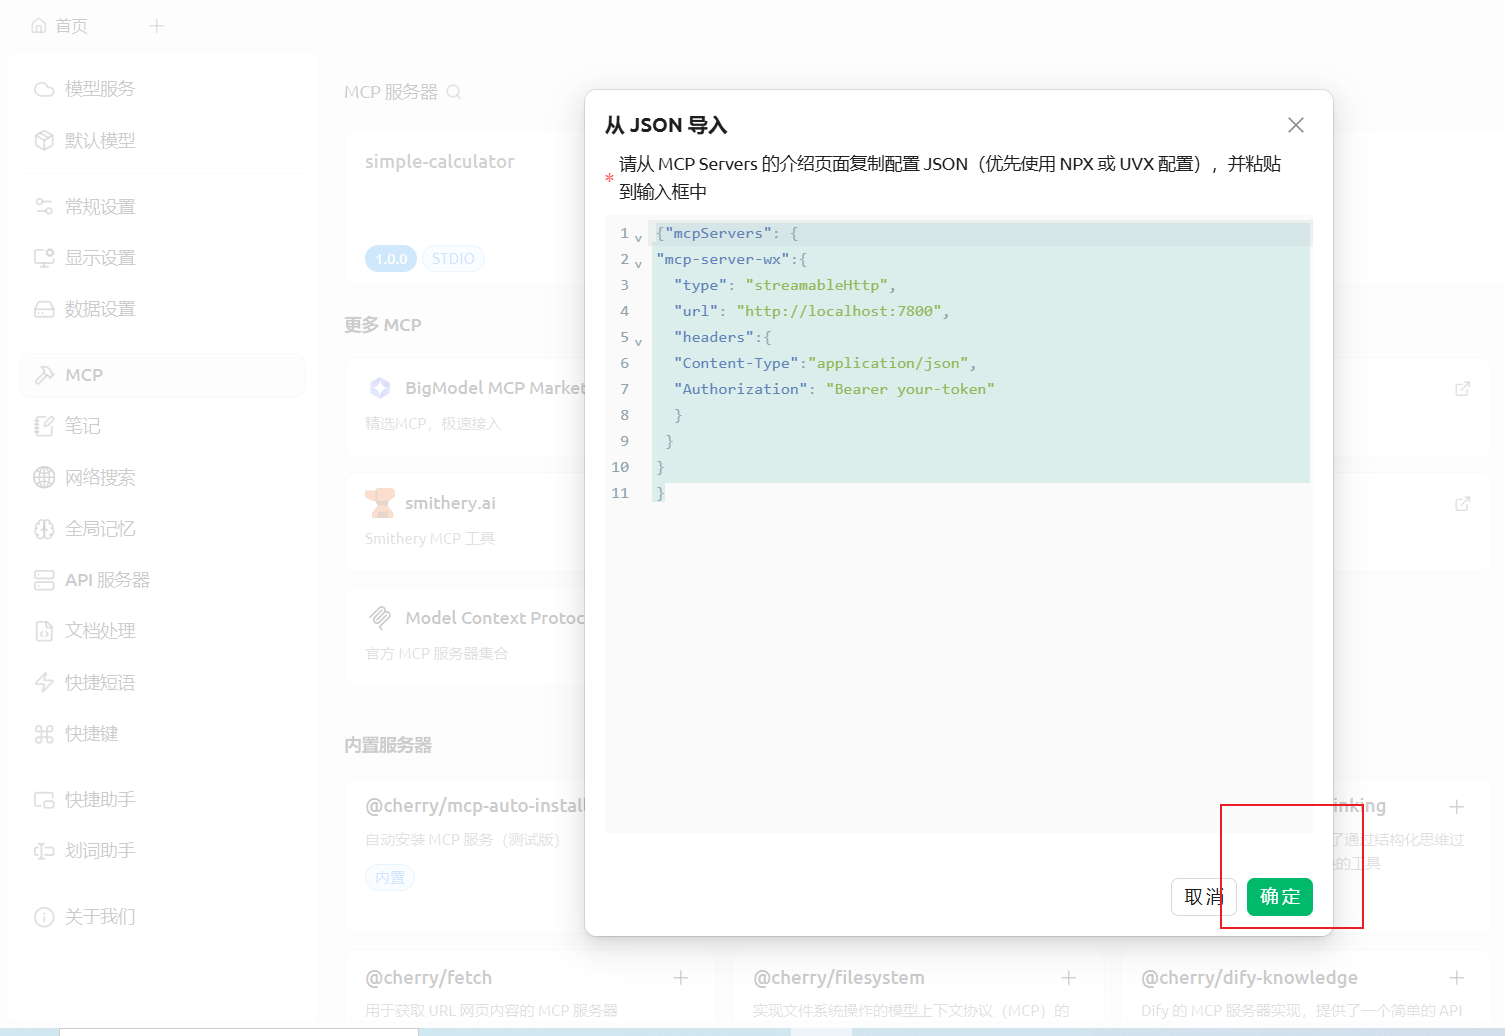 首页
模型服务
默认模型
常规设置
显示设置
数据设置
MCP
笔记
网络搜索
全局记忆
API 服务器
文档处理
快捷短语
快捷键
快捷助手
划词助手
关于我们
MCP 服务器
simple-calculator
1.0.0 STDIO
更多 MCP
BigModel MCP Market
精选MCP，极速接入
smithery.ai
Smithery MCP 工具
Model Context Protoc
官方 MCP 服务器集合
内置服务器
@cherry/mcp-auto-install
自动安装 MCP 服务（测试版）
内置
inking
了通过结构化思维过
的工具
@cherry/fetch
用于获取 URL 网页内容的 MCP 服务器
@cherry/filesystem
实现文件系统操作的模型上下文协议（MCP）的
@cherry/dify-knowledge
Dify 的 MCP 服务器实现，提供了一个简单的 API
从 JSON 导入
* 请从 MCP Servers 的介绍页面复制配置 JSON（优先使用 NPX 或 UVX 配置），并粘贴
到输入框中
1 {"mcpServers": {
2 "mcp-server-wx":{
3 "type": "streamableHttp",
4 "url": "http://localhost:7800",
5 "headers":{
6 "Content-Type":"application/json",
7 "Authorization": "Bearer your-token"
8 }
9 }
10 }
11 }
取消 确定